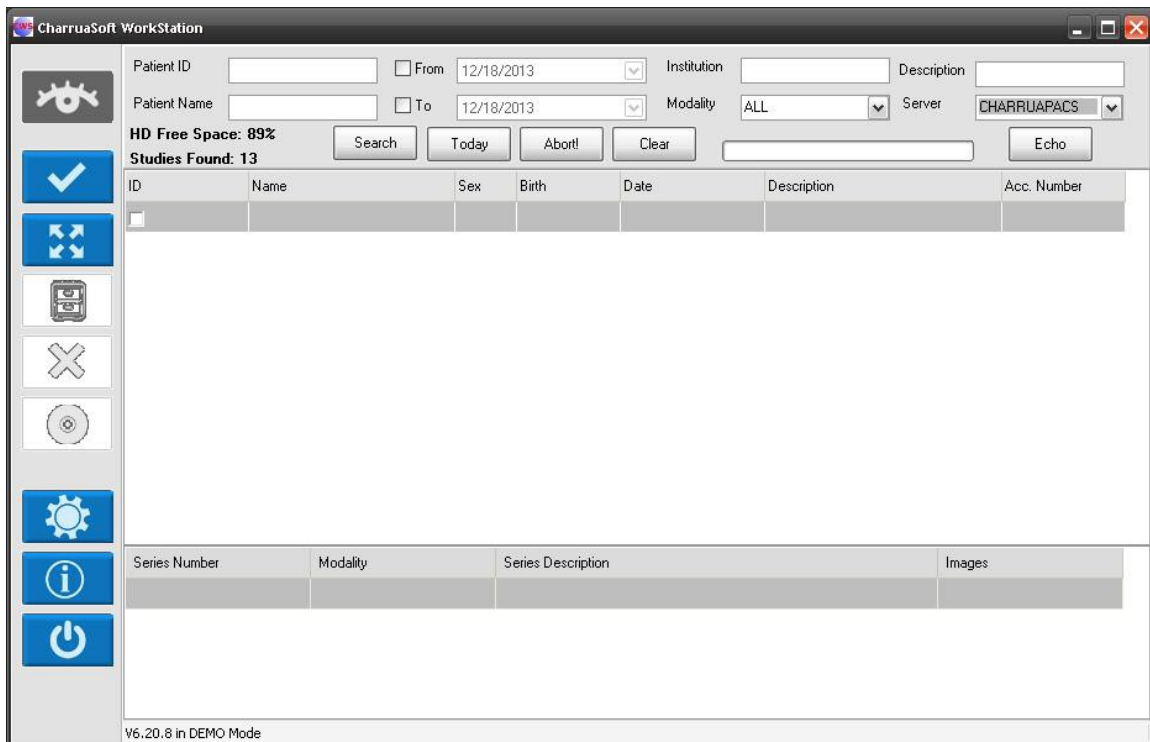 CWS CharruaSoft WorkStation
Patient ID From 12/18/2013 Institution Description
Patient Name To 12/18/2013 Modality ALL Server CHARRUAPACS
HD Free Space: 89%
Studies Found: 13
Search Today Abort! Clear Echo
ID Name Sex Birth Date Description Acc. Number
Series Number Modality Series Description Images
V6.20.8 in DEMO Mode